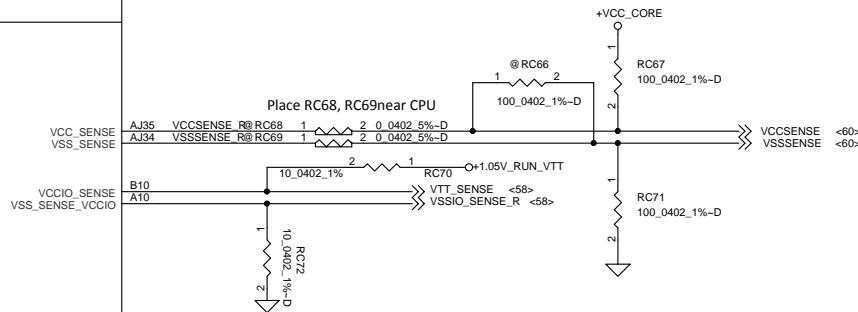 +VCC_CORE
1
@RC66
1 2
RC67
100_0402_1%~D
100_0402_1%~D
2
Place RC68, RC69near CPU
VCC_SENSE AJ35 VCCSENSE_R@RC68 1 2 0_0402_5%~D VCCSENSE <60>
VSS_SENSE AJ34 VSSSENSE_R@RC69 1 2 0_0402_5%~D VSSSENSE <60>
2 1 +1.05V_RUN_VTT
10_0402_1% RC70
VCCIO_SENSE B10 VTT_SENSE <58>
VSS_SENSE_VCCIO A10 VSSIO_SENSE_R <58>
1
RC71
100_0402_1%~D
2
1
RC72
10_0402_1%~D
2